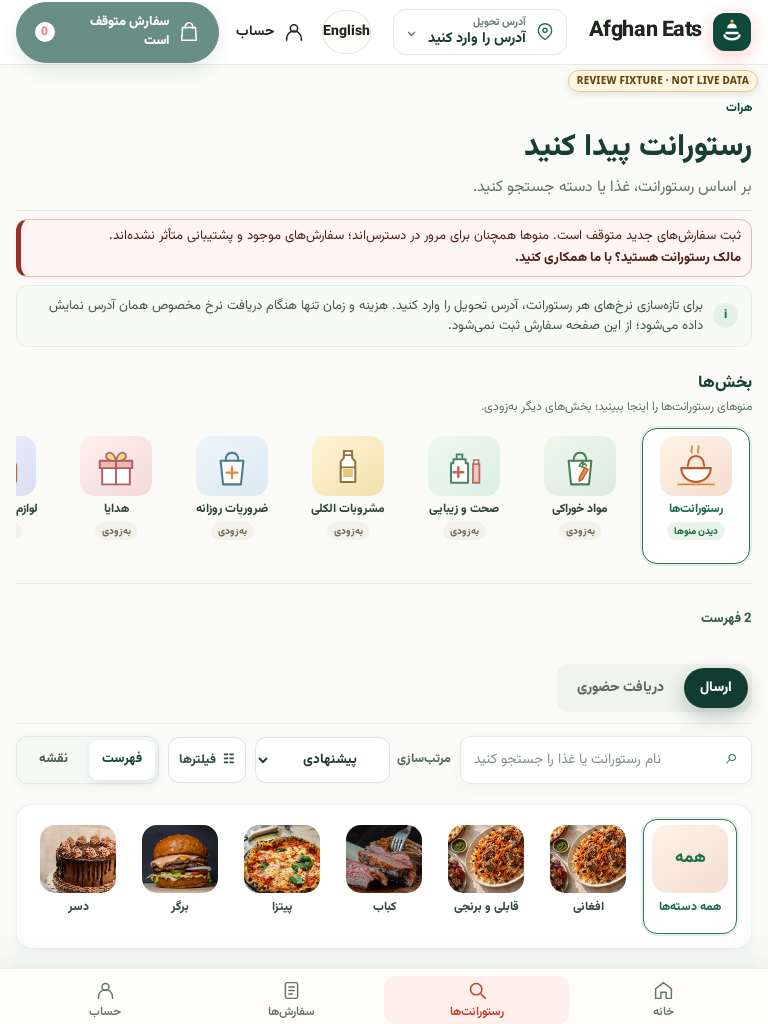 Afghan Eats
آدرس تحویل
آدرس را وارد کنید
English
حساب
سفارش متوقف است
0
REVIEW FIXTURE · NOT LIVE DATA
هرات
رستورانت پیدا کنید
بر اساس رستورانت، غذا یا دسته جستجو کنید.
ثبت سفارش‌های جدید متوقف است. منوها همچنان برای مرور در دسترس‌اند؛ سفارش‌های موجود و پشتیبانی متأثر نشده‌اند.
مالک رستورانت هستید؟ با ما همکاری کنید.
i
برای تازه‌سازی نرخ‌های هر رستورانت، آدرس تحویل را وارد کنید. هزینه و زمان تنها هنگام دریافت نرخ مخصوص همان آدرس نمایش
داده می‌شود؛ از این صفحه سفارش ثبت نمی‌شود.
بخش‌ها
منوهای رستورانت‌ها را اینجا ببینید؛ بخش‌های دیگر به‌زودی.
رستورانت‌ها
دیدن منوها
مواد خوراکی
به‌زودی
صحت و زیبایی
به‌زودی
مشروبات الکلی
به‌زودی
ضروریات روزانه
به‌زودی
هدایا
به‌زودی
لوازم
2 فهرست
ارسال
دریافت حضوری
نام رستورانت یا غذا را جستجو کنید
مرتب‌سازی
پیشنهادی
فیلترها
فهرست
نقشه
همه
همه دسته‌ها
افغانی
قابلی و برنجی
کباب
پیتزا
برگر
دسر
خانه
رستورانت‌ها
سفارش‌ها
حساب